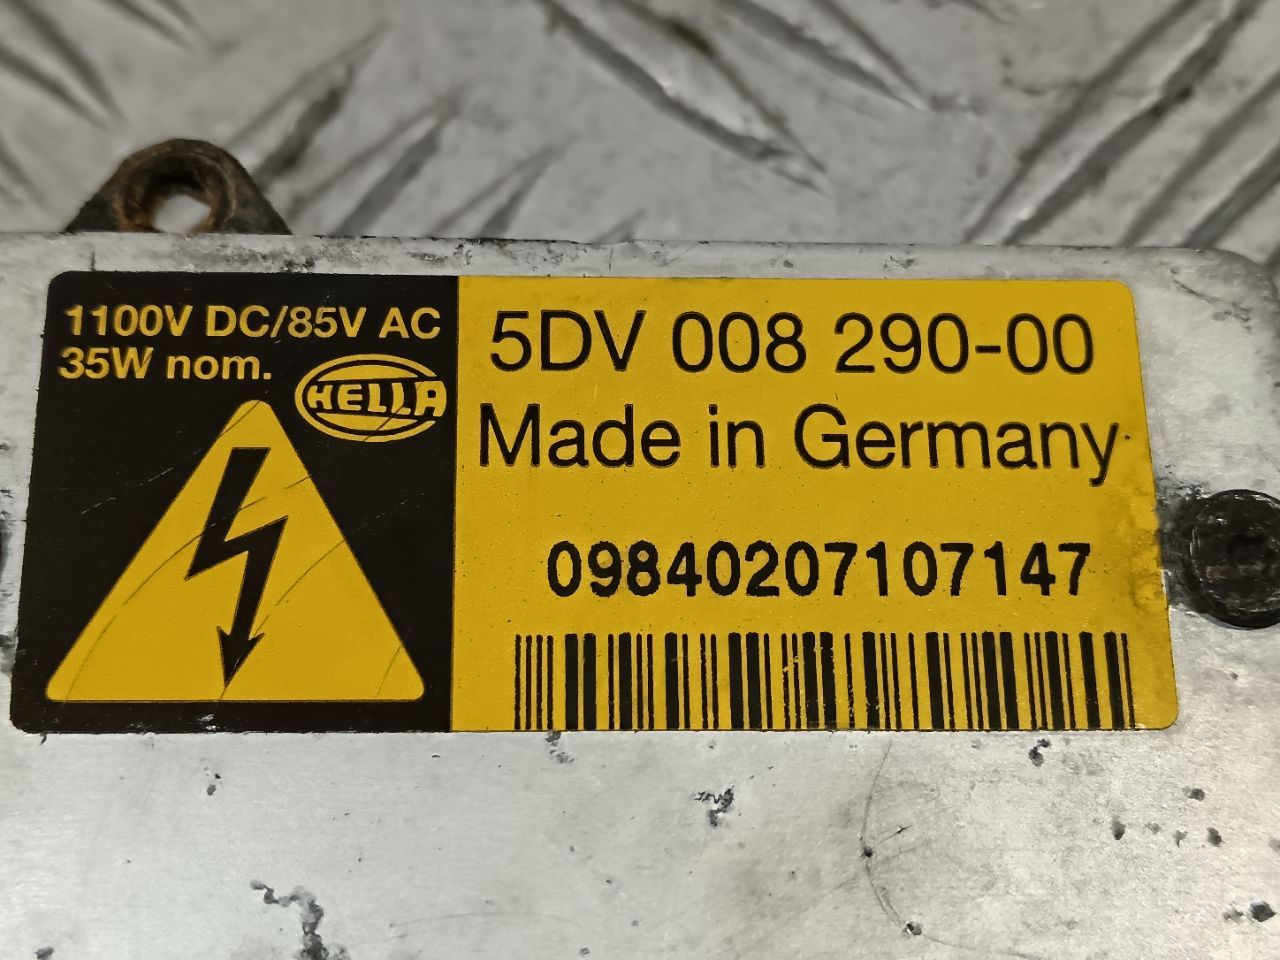 1100V DC/85V AC
35W nom.
HELLA
5DV 008 290-00
Made in Germany
09840207107147